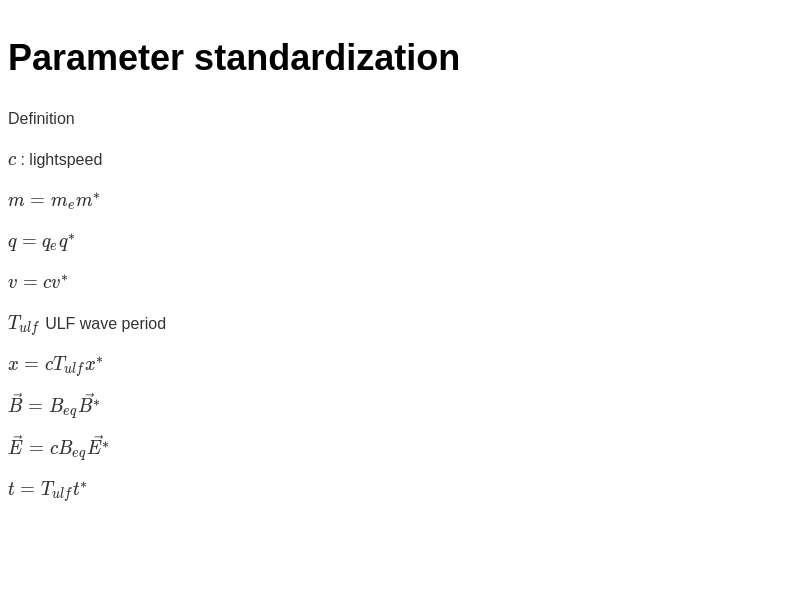 Parameter standardization
Definition
$c$ : lightspeed
$m = m_e m^*$
$q = q_e q^*$
$v = cv^*$
$T_{ulf}$ ULF wave period
$x = cT_{ulf}x^*$
$\vec{B} = B_{eq}\vec{B}^*$
$\vec{E} = cB_{eq}\vec{E}^*$
$t = T_{ulf}t^*$